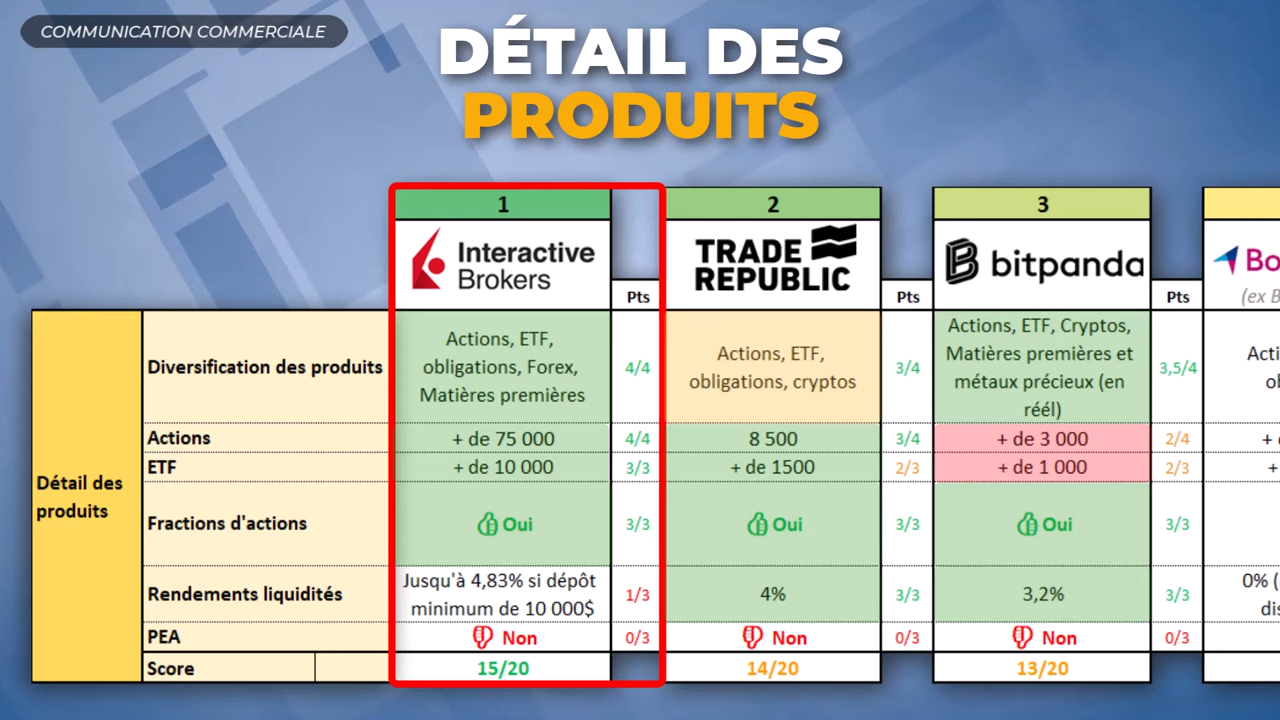 COMMUNICATION COMMERCIALE
DÉTAIL DES
PRODUITS
1
2
3
Interactive
Brokers
Pts
TRADE
REPUBLIC
Pts
bitpanda
Pts
Bo
(ex B
Détail des
produits
Diversification des produits
Actions, ETF,
obligations, Forex,
Matières premières
4/4
Actions, ETF,
obligations, cryptos
3/4
Actions, ETF, Cryptos,
Matières premières et
métaux précieux (en
réél)
3,5/4
Acti
ob
Actions
+ de 75 000
4/4
8 500
3/4
+ de 3 000
2/4
ETF
+ de 10 000
3/3
+ de 1500
2/3
+ de 1 000
2/3
+
Fractions d'actions
Oui
3/3
Oui
3/3
Oui
3/3
Rendements liquidités
Jusqu'à 4,83% si dépôt
minimum de 10 000$
1/3
4%
3/3
3,2%
3/3
0% (
dis
PEA
Non
0/3
Non
0/3
Non
0/3
Score
15/20
14/20
13/20